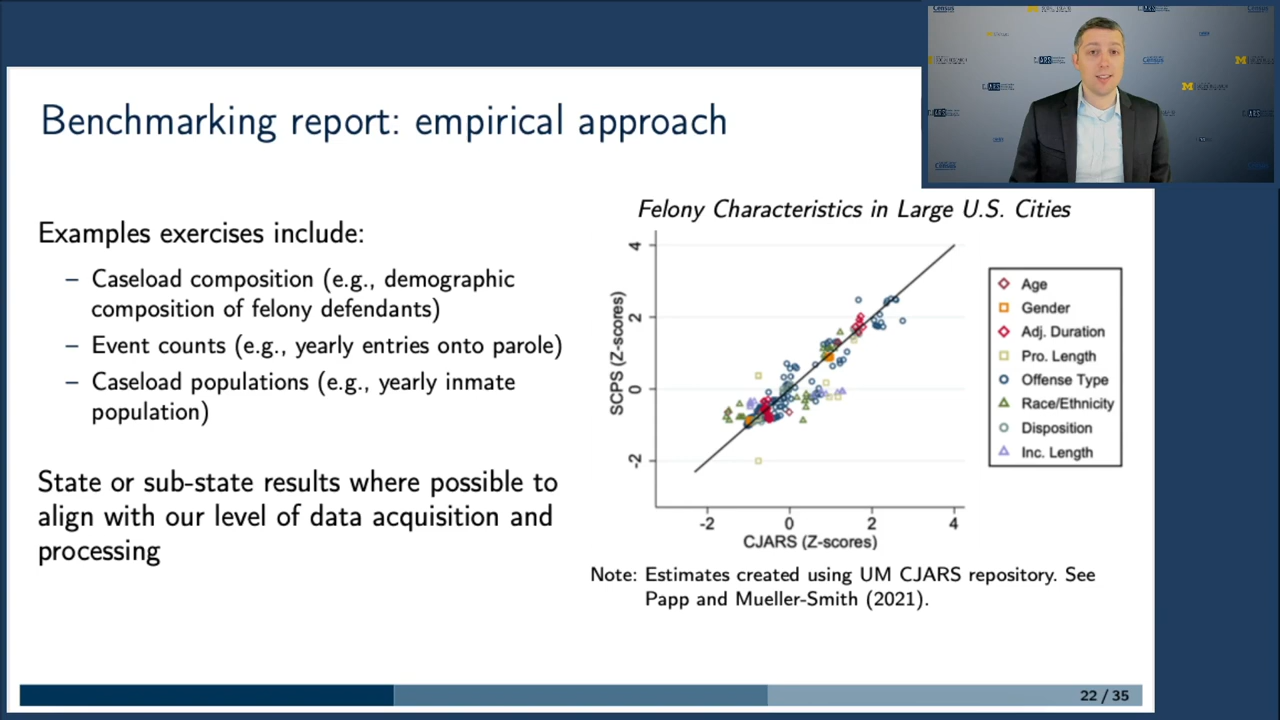 Benchmarking report: empirical approach
Examples exercises include:
– Caseload composition (e.g., demographic
composition of felony defendants)
– Event counts (e.g., yearly entries onto parole)
– Caseload populations (e.g., yearly inmate
population)
State or sub-state results where possible to
align with our level of data acquisition and
processing
Felony Characteristics in Large U.S. Cities
4
2
0
-2
SCPS (Z-scores)
-2 0 2 4
CJARS (Z-scores)
Age
Gender
Adj. Duration
Pro. Length
Offense Type
Race/Ethnicity
Disposition
Inc. Length
Note: Estimates created using UM CJARS repository. See
Papp and Mueller-Smith (2021).
22 / 35
Census
M